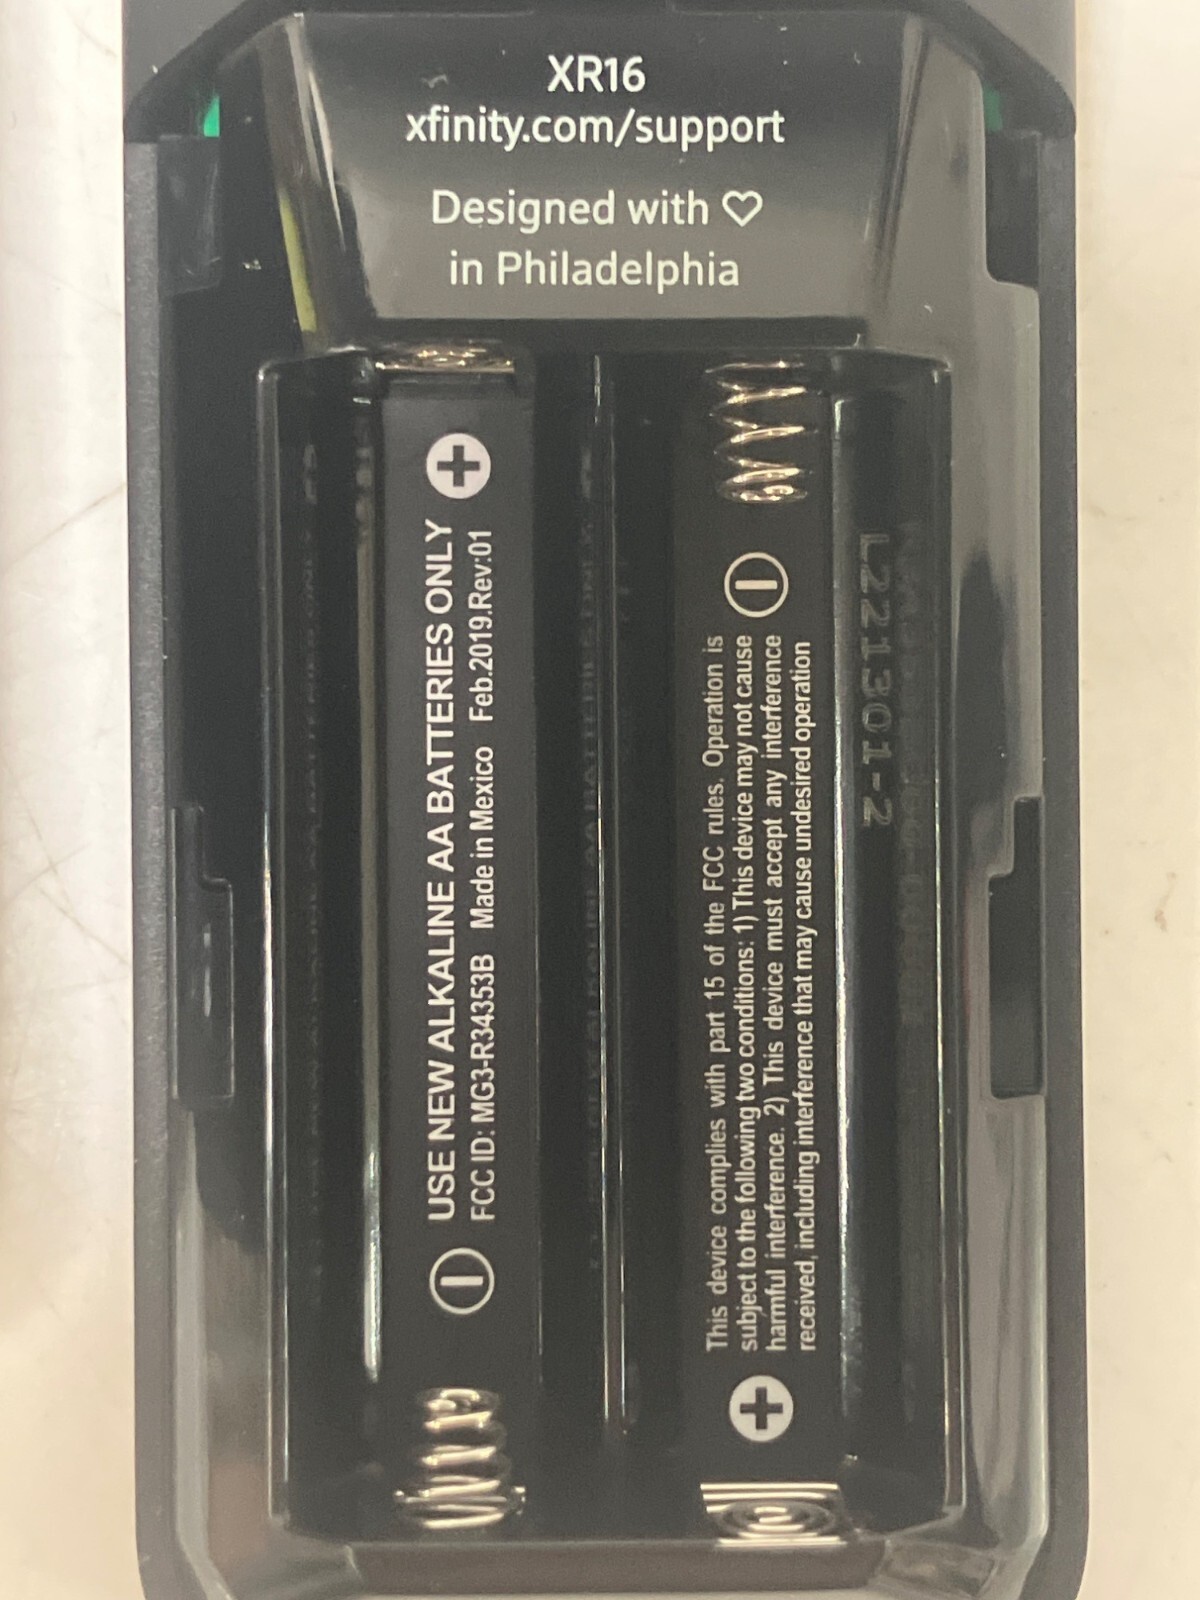 XR16
xfinity.com/support
Designed with ♡
in Philadelphia
USE NEW ALKALINE AA BATTERIES ONLY
FCC ID: MG3-R34353B Made in Mexico Feb.2019.Rev:01
This device complies with part 15 of the FCC rules. Operation is
subject to the following two conditions: 1) This device may not cause
harmful interference. 2) This device must accept any interference
received, including interference that may cause undesired operation
L221301-2